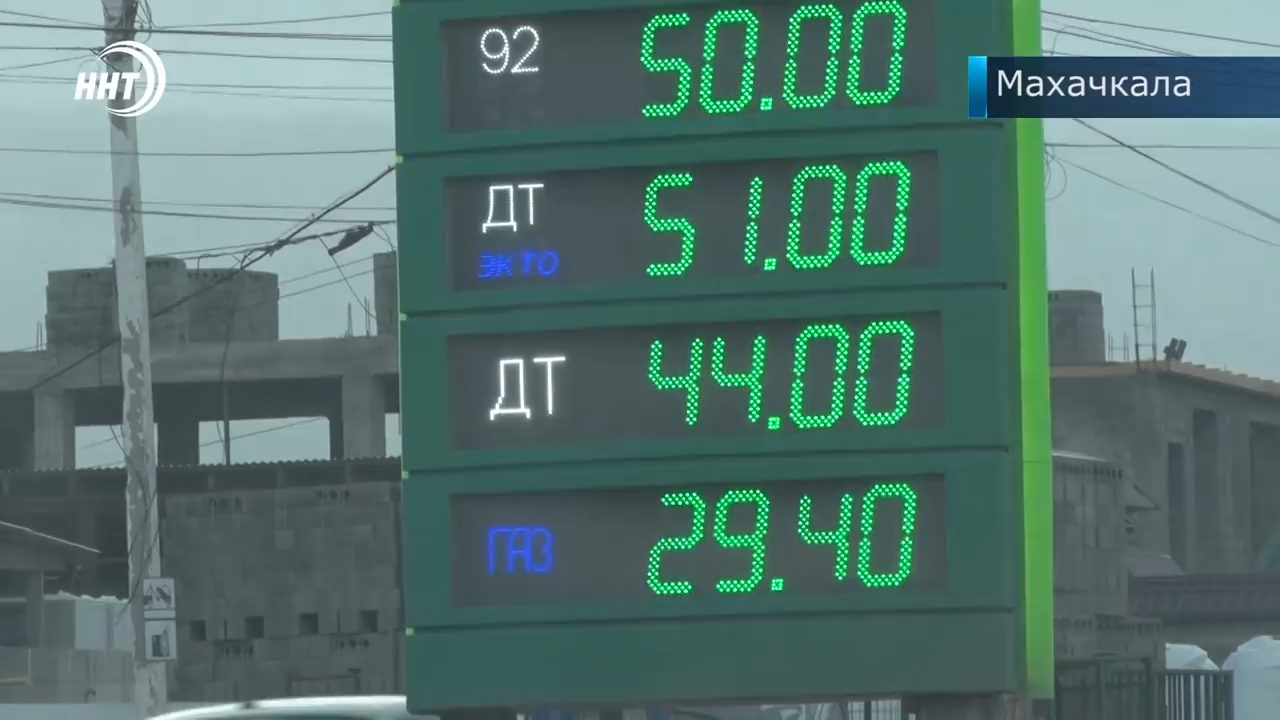 ННТ
Махачкала
92 50.00
ДТ 51.00
ЭКТО
ДТ 44.00
ГАЗ 29.40